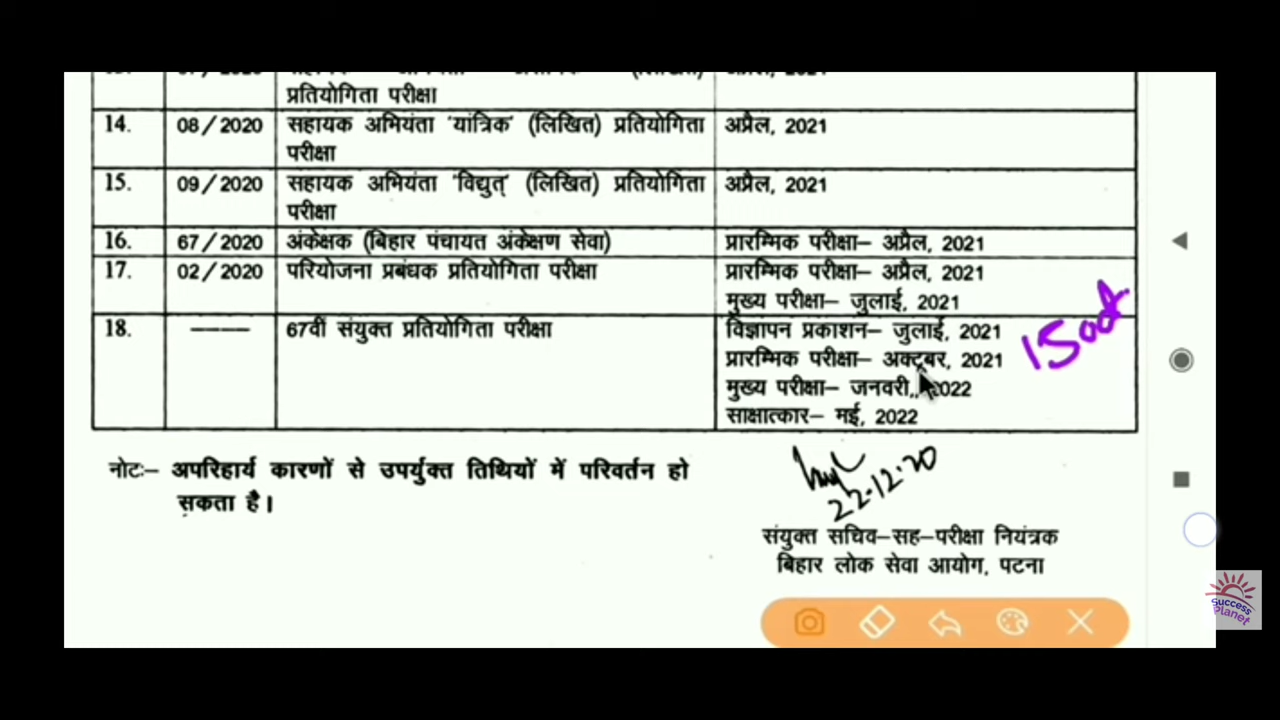 प्रतियोगिता परीक्षा
अप्रैल, 2021
14. 08/2020 सहायक अभियंता 'यांत्रिक' (लिखित) प्रतियोगिता अप्रैल, 2021
परीक्षा
15. 09/2020 सहायक अभियंता 'विद्युत्' (लिखित) प्रतियोगिता अप्रैल, 2021
परीक्षा
16. 67/2020 अंकेक्षक (बिहार पंचायत अंकेक्षण सेवा) प्रारम्भिक परीक्षा– अप्रैल, 2021
17. 02/2020 परियोजना प्रबंधक प्रतियोगिता परीक्षा प्रारम्भिक परीक्षा– अप्रैल, 2021
मुख्य परीक्षा– जुलाई, 2021
18. ——— 67वीं संयुक्त प्रतियोगिता परीक्षा विज्ञापन प्रकाशन– जुलाई, 2021
प्रारम्भिक परीक्षा– अक्टूबर, 2021
मुख्य परीक्षा– जनवरी, 2022
साक्षात्कार– मई, 2022
नोटः– अपरिहार्य कारणों से उपर्युक्त तिथियों में परिवर्तन हो
सकता है।
22.12.20
संयुक्त सचिव–सह–परीक्षा नियंत्रक
बिहार लोक सेवा आयोग, पटना
Success
Planet